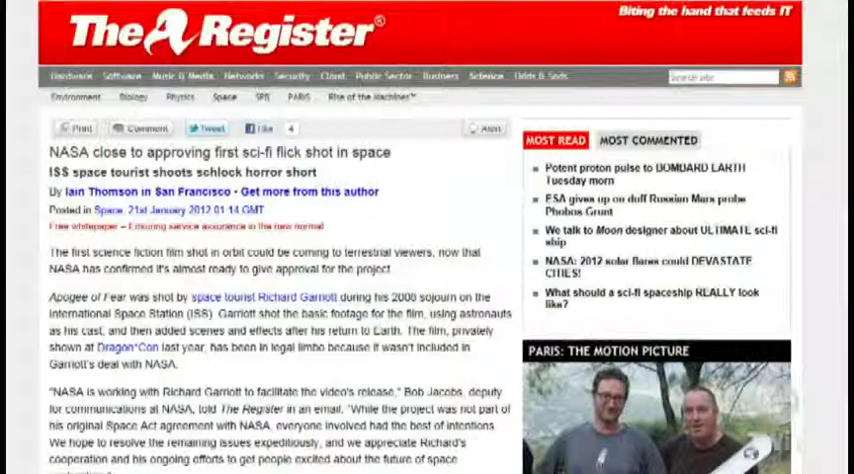 The Register®
Biting the hand that feeds IT
Hardware Software Music & Media Networks Security Cloud Public Sector Business Science Odds & Sods
Search site
Environment Biology Physics Space SPB PARIS Rise of the Machines™
Print Comment Tweet Like 4 Alert
NASA close to approving first sci-fi flick shot in space
ISS space tourist shoots schlock horror short
By Iain Thomson in San Francisco • Get more from this author
Posted in Space, 21st January 2012 01:14 GMT
Free whitepaper – Ensuring service assurance in the new normal
The first science fiction film shot in orbit could be coming to terrestrial viewers, now that
NASA has confirmed it's almost ready to give approval for the project.
Apogee of Fear was shot by space tourist Richard Garriott during his 2008 sojourn on the
International Space Station (ISS). Garriott shot the basic footage for the film, using astronauts
as his cast, and then added scenes and effects after his return to Earth. The film, privately
shown at Dragon*Con last year, has been in legal limbo because it wasn't included in
Garriott's deal with NASA.
"NASA is working with Richard Garriott to facilitate the video's release," Bob Jacobs, deputy
for communications at NASA, told The Register in an email. "While the project was not part of
his original Space Act agreement with NASA, everyone involved had the best of intentions.
We hope to resolve the remaining issues expeditiously, and we appreciate Richard's
cooperation and his ongoing efforts to get people excited about the future of space
MOST READ MOST COMMENTED
Potent proton pulse to BOMBARD EARTH
Tuesday morn
ESA gives up on duff Russian Mars probe
Phobos-Grunt
We talk to Moon designer about ULTIMATE sci-fi
ship
NASA: 2012 solar flares could DEVASTATE
CITIES!
What should a sci-fi spaceship REALLY look
like?
PARIS: THE MOTION PICTURE